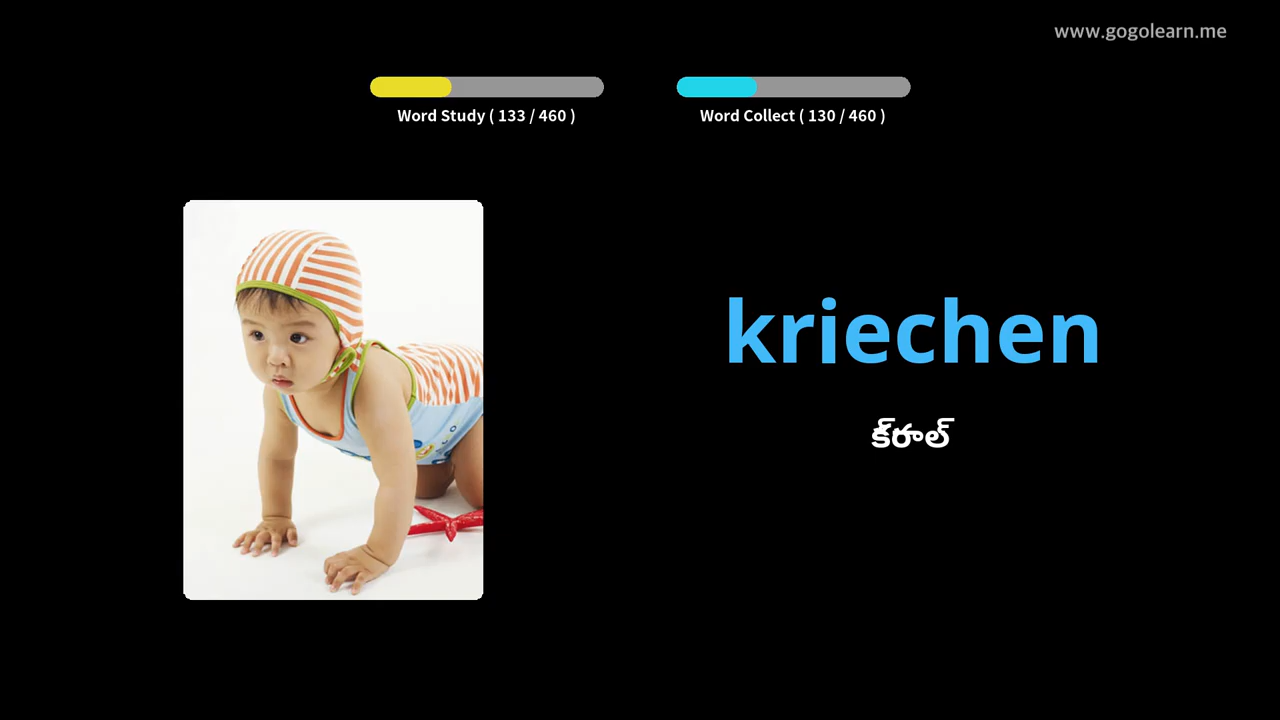 www.gogolearn.me
Word Study ( 133 / 460 )
Word Collect ( 130 / 460 )
kriechen
క్‌రాల్